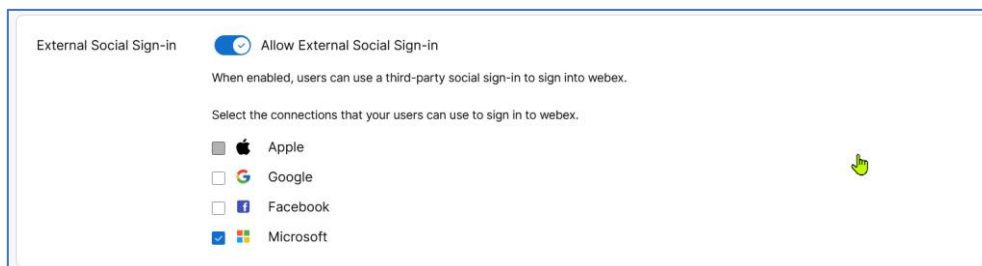 External Social Sign-in Allow External Social Sign-in
When enabled, users can use a third-party social sign-in to sign into webex.
Select the connections that your users can use to sign in to webex.
Apple
Google
Facebook
Microsoft